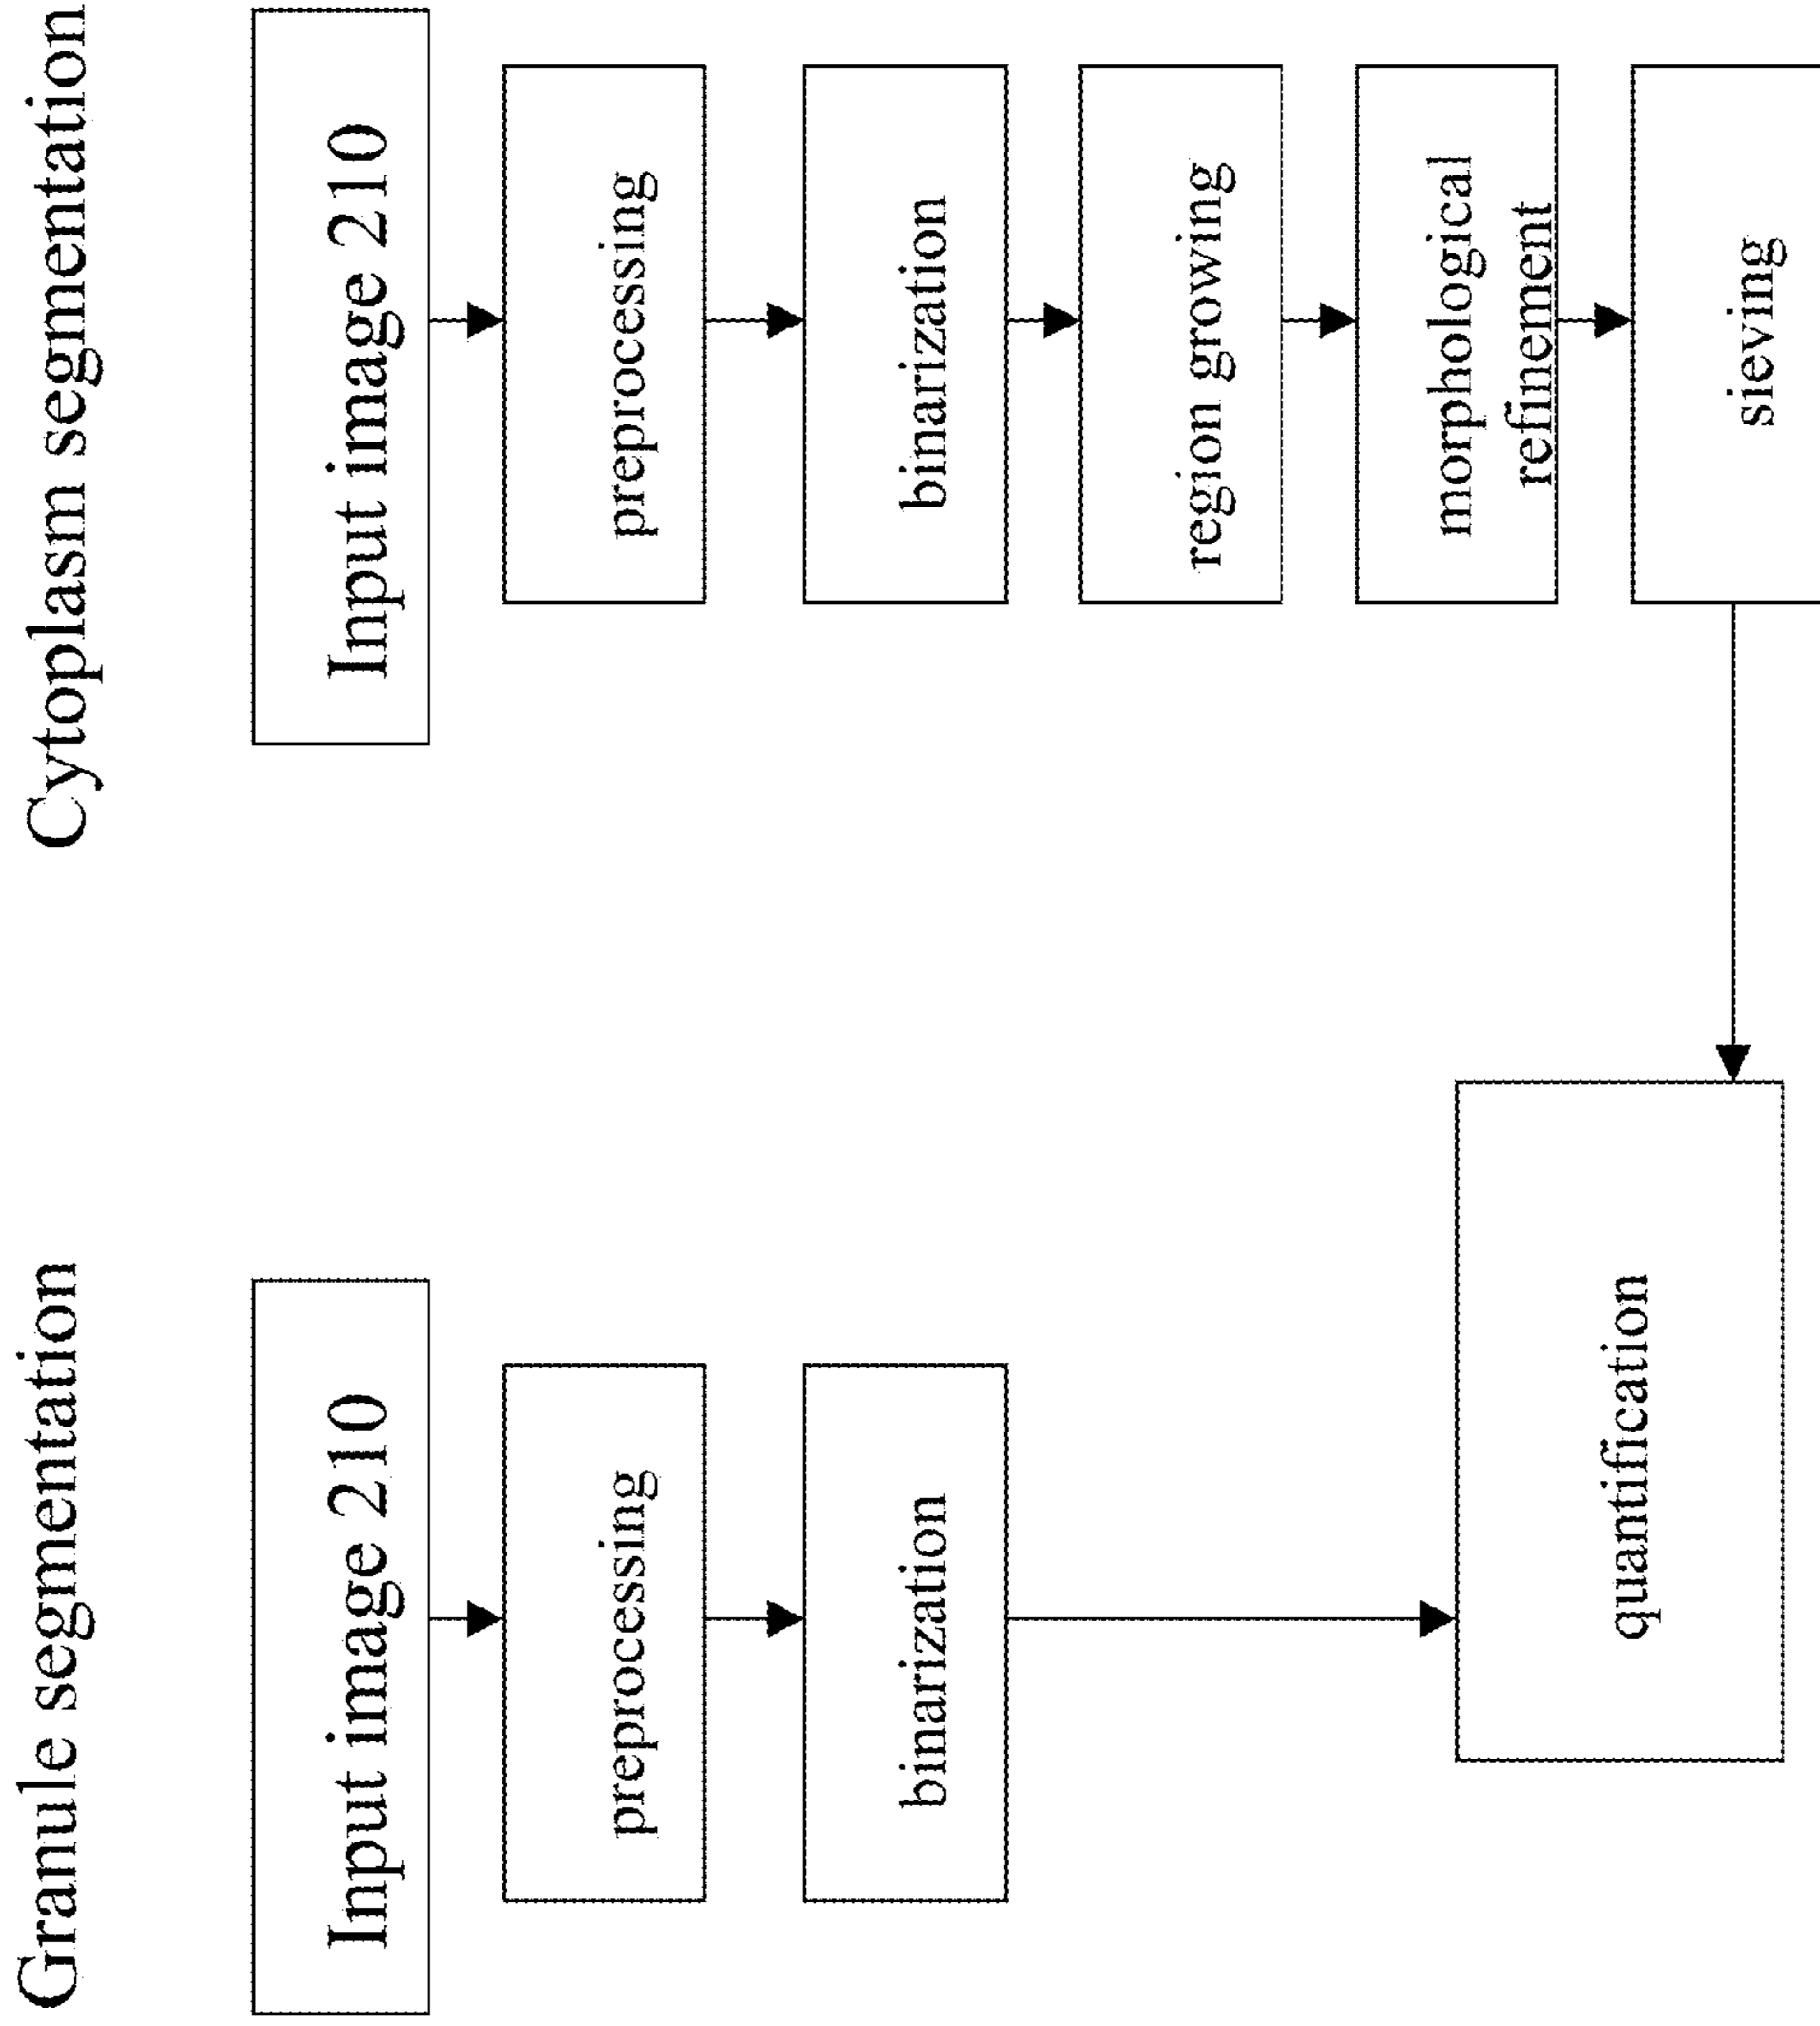 Granule segmentation
Input image 210
preprocessing
binarization
quantification
Cytoplasm segmentation
Input image 210
preprocessing
binarization
region growing
morphological
refinement
sieving